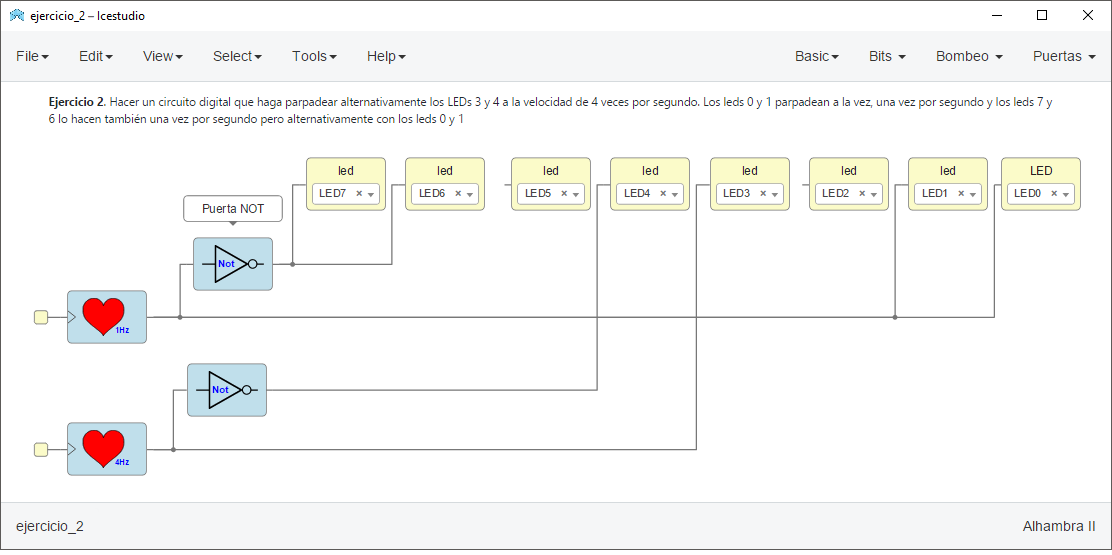 ejercicio_2 – Icestudio
File Edit View Select Tools Help Basic Bits Bombeo Puertas
Ejercicio 2. Hacer un circuito digital que haga parpadear alternativamente los LEDs 3 y 4 a la velocidad de 4 veces por segundo. Los leds 0 y 1 parpadean a la vez, una vez por segundo y los leds 7 y
6 lo hacen también una vez por segundo pero alternativamente con los leds 0 y 1
led led led led led led led LED
LED7 LED6 LED5 LED4 LED3 LED2 LED1 LED0
Puerta NOT
Not
1Hz
Not
4Hz
ejercicio_2 Alhambra II